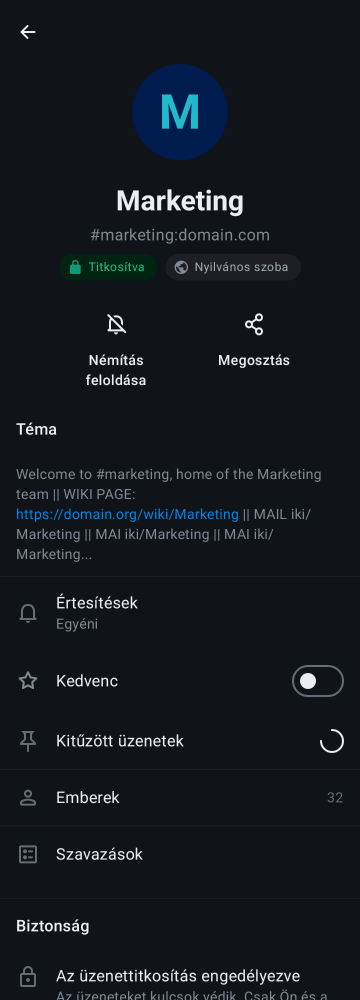 M
Marketing
#marketing:domain.com
Titkosítva
Nyilvános szoba
Némítás
feloldása
Megosztás
Téma
Welcome to #marketing, home of the Marketing
team || WIKI PAGE:
https://domain.org/wiki/Marketing || MAIL iki/
Marketing || MAI iki/Marketing || MAI iki/
Marketing...
Értesítések
Egyéni
Kedvenc
Kitűzött üzenetek
Emberek
32
Szavazások
Biztonság
Az üzenettitkosítás engedélyezve
Az üzeneteket kulcsok védik. Csak Ön és a